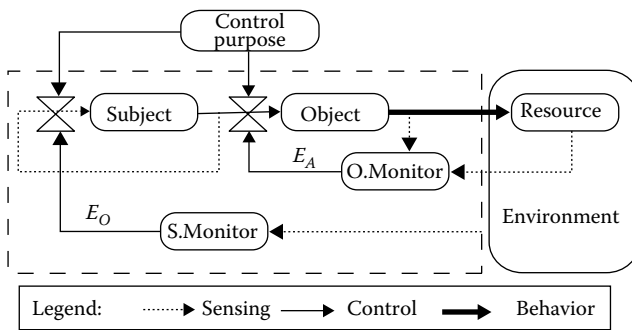 Control
purpose
Subject
Object
Resource
E_A
O.Monitor
E_O
S.Monitor
Environment
Legend: Sensing Control Behavior